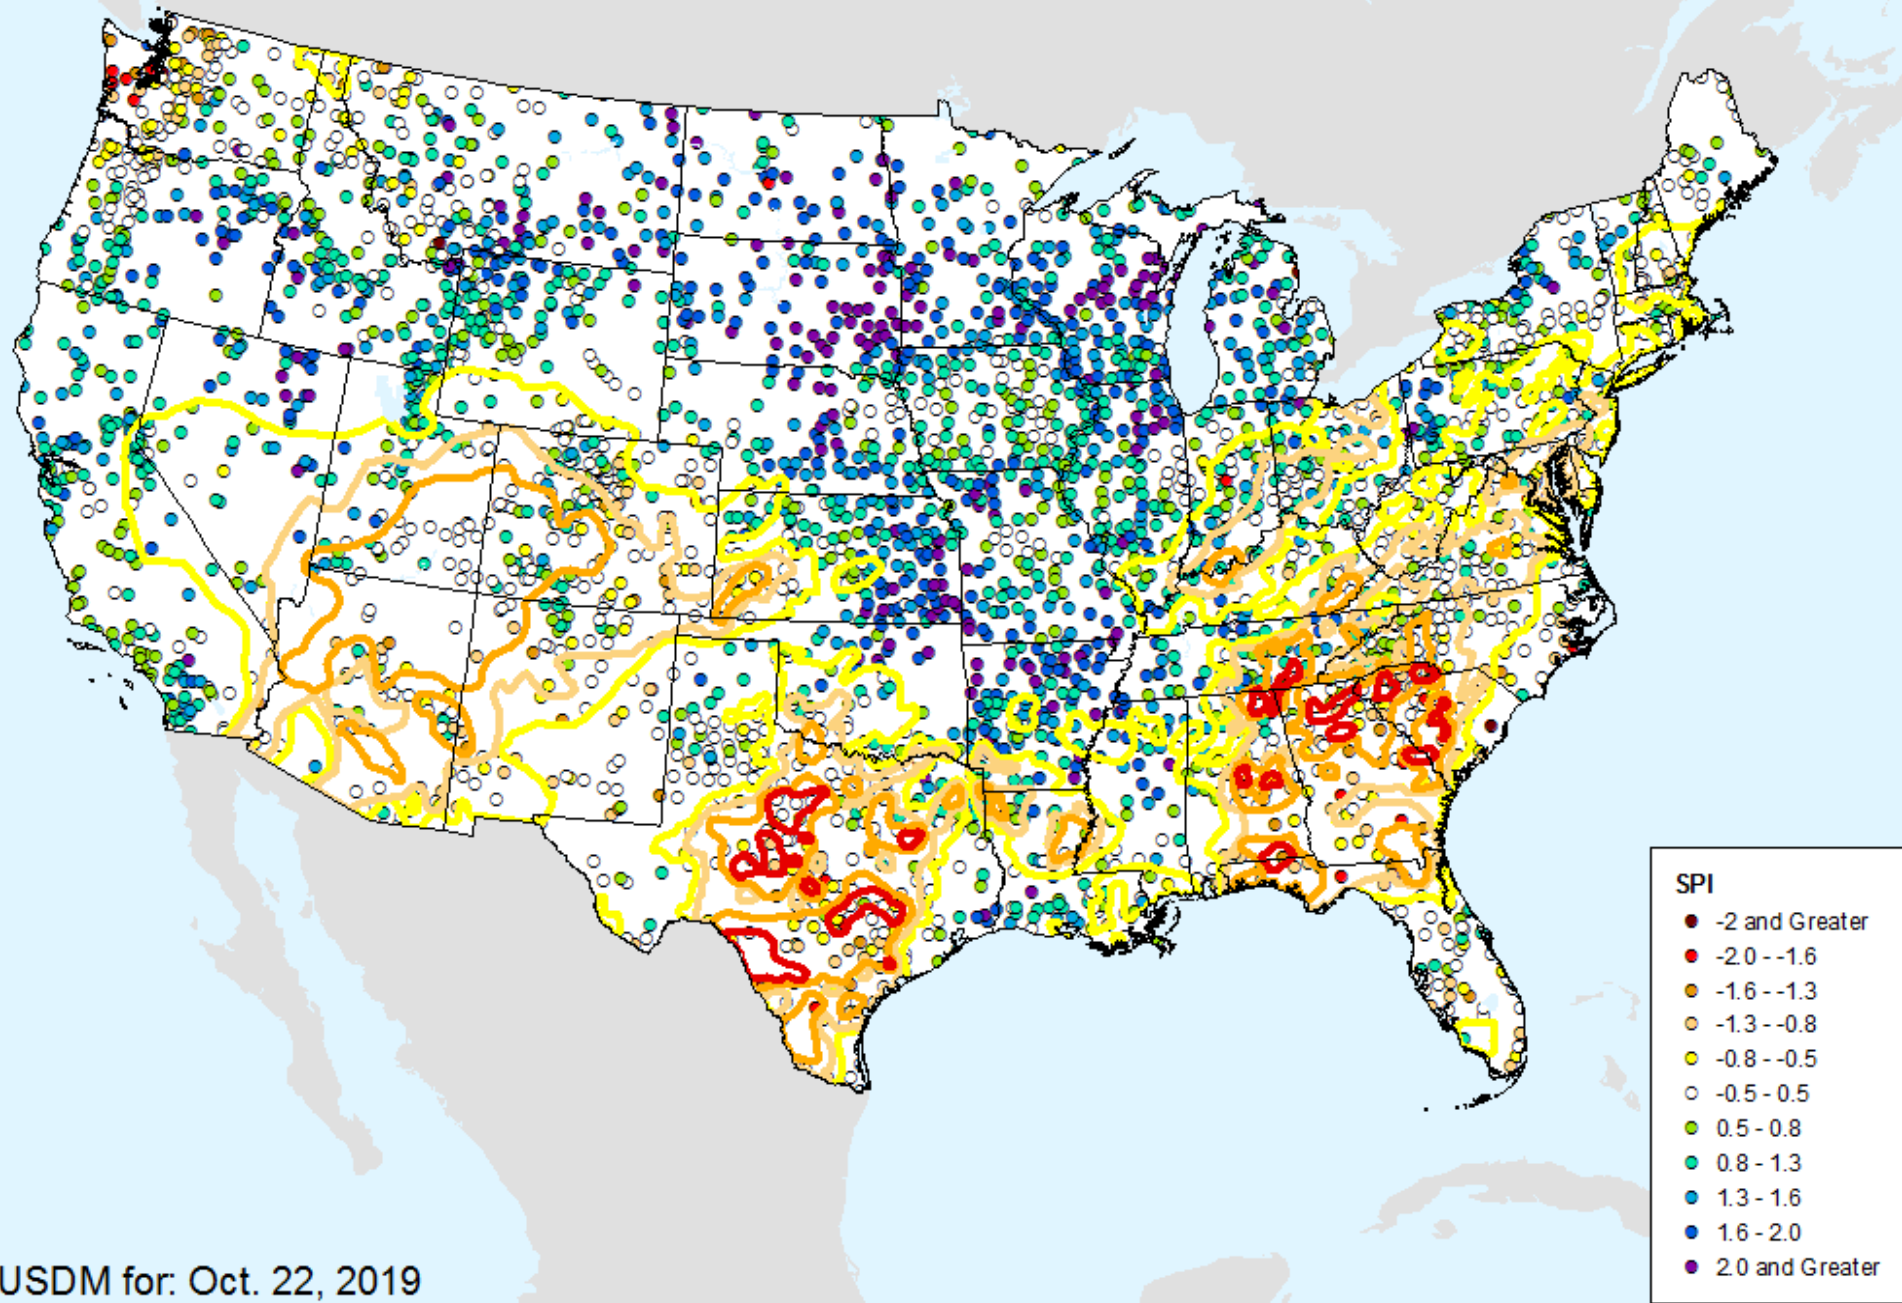 SPI
-2 and Greater
-2.0 - -1.6
-1.6 - -1.3
-1.3 - -0.8
-0.8 - -0.5
-0.5 - 0.5
0.5 - 0.8
0.8 - 1.3
1.3 - 1.6
1.6 - 2.0
2.0 and Greater
USDM for: Oct. 22, 2019